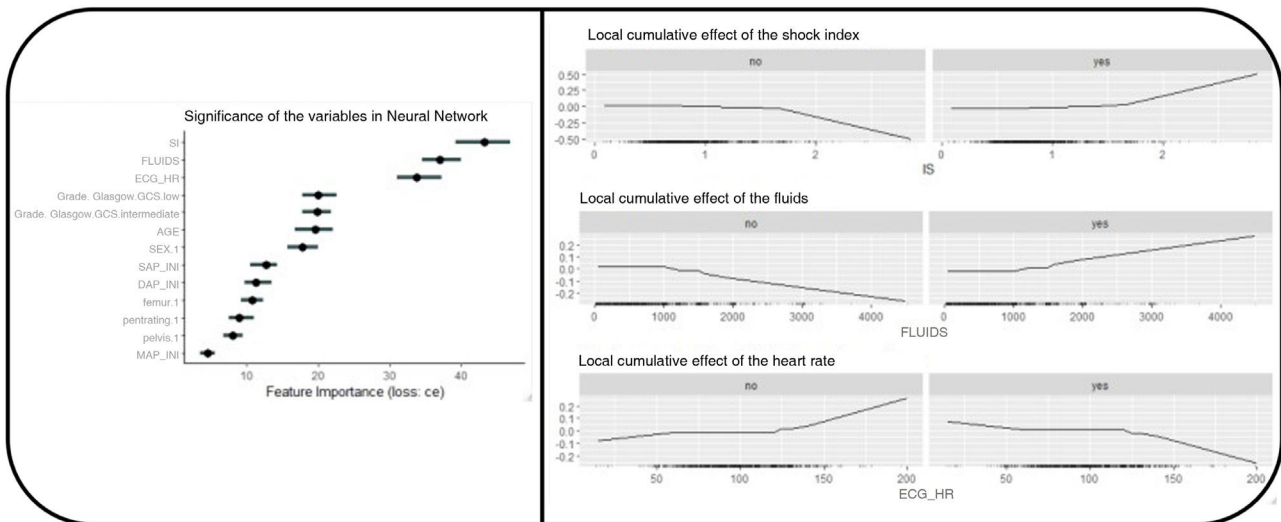 Significance of the variables in Neural Network
SI
FLUIDS
ECG_HR
Grade. Glasgow.GCS.low
Grade. Glasgow.GCS.intermediate
AGE
SEX.1
SAP_INI
DAP_INI
femur.1
pentrating.1
pelvis.1
MAP_INI
10 20 30 40
Feature Importance (loss: ce)
Local cumulative effect of the shock index
no yes
0.50
0.25
0.00
-0.25
-0.50
0 1 2 0 1 2
IS
Local cumulative effect of the fluids
no yes
0.2
0.1
0.0
-0.1
-0.2
0 1000 2000 3000 4000 0 1000 2000 3000 4000
FLUIDS
Local cumulative effect of the heart rate
no yes
0.2
0.1
0.0
-0.1
-0.2
50 100 150 200 50 100 150 200
ECG_HR